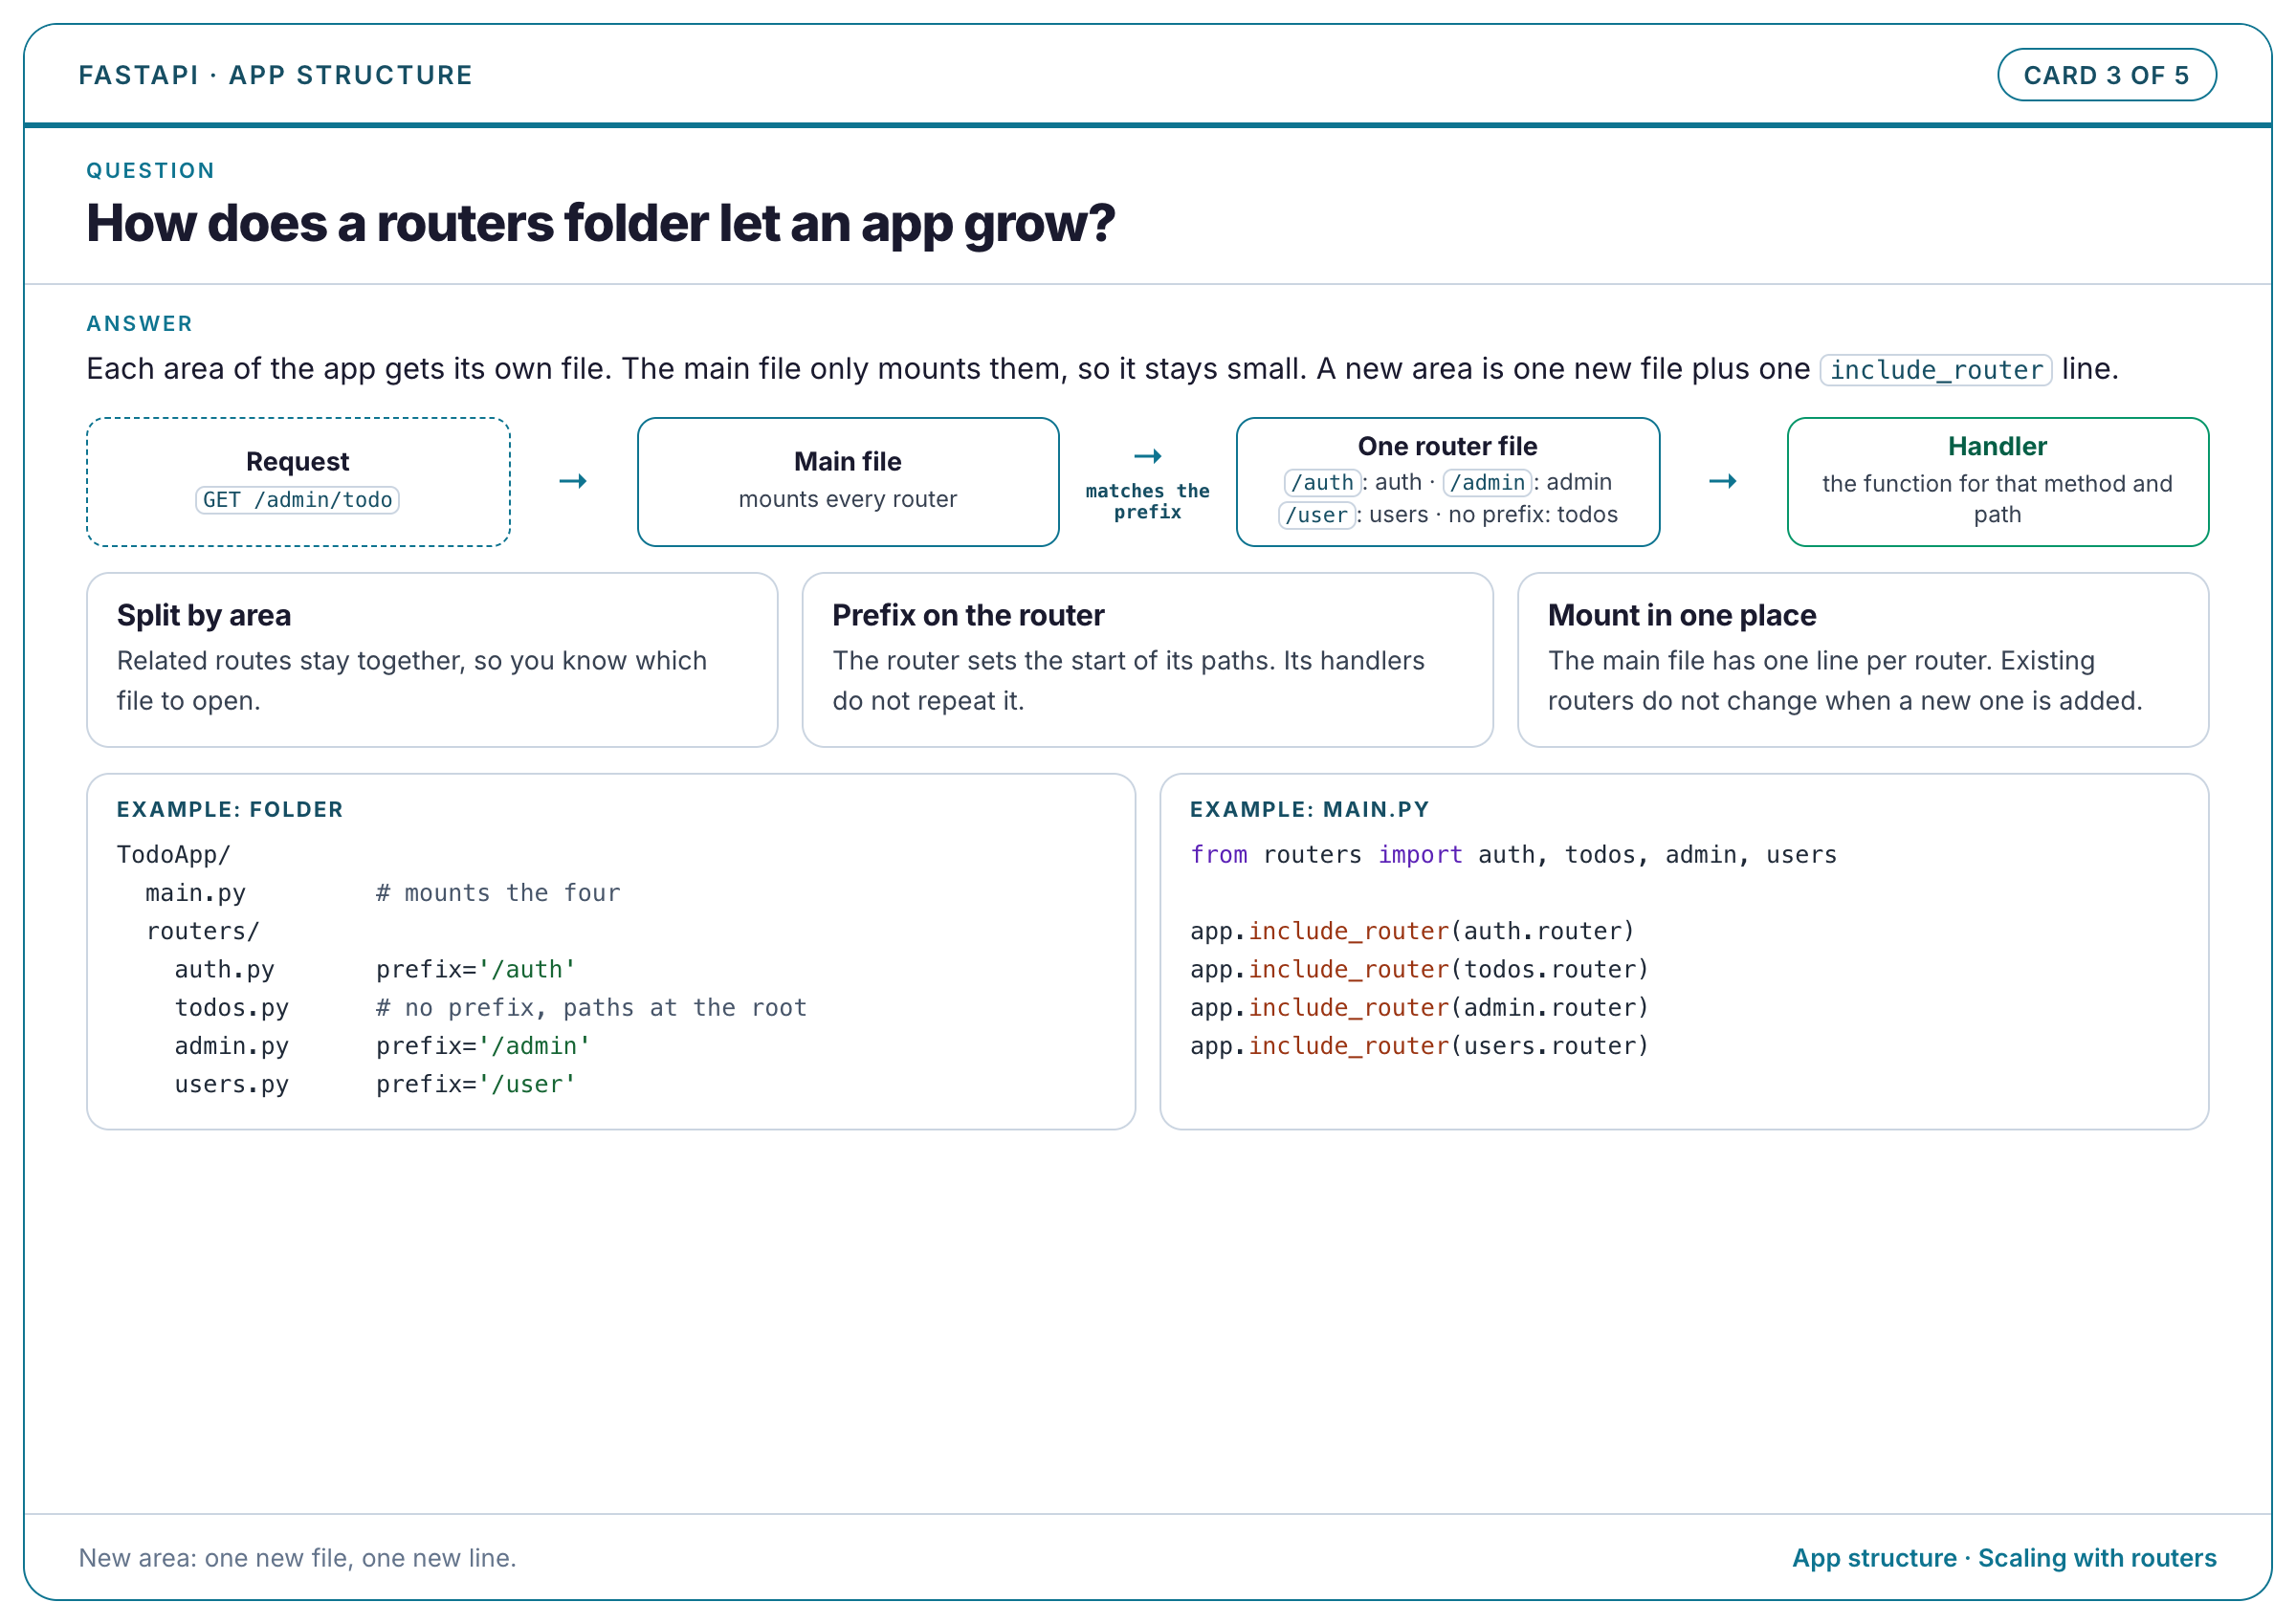 FASTAPI · APP STRUCTURE
CARD 3 OF 5
QUESTION
How does a routers folder let an app grow?
ANSWER
Each area of the app gets its own file. The main file only mounts them, so it stays small. A new area is one new file plus one include_router line.
Request
GET /admin/todo
→
Main file
mounts every router
→
matches the
prefix
One router file
/auth: auth · /admin: admin
/user: users · no prefix: todos
→
Handler
the function for that method and
path
Split by area
Related routes stay together, so you know which
file to open.
Prefix on the router
The router sets the start of its paths. Its handlers
do not repeat it.
Mount in one place
The main file has one line per router. Existing
routers do not change when a new one is added.
EXAMPLE: FOLDER
TodoApp/
  main.py         # mounts the four
  routers/
    auth.py       prefix='/auth'
    todos.py      # no prefix, paths at the root
    admin.py      prefix='/admin'
    users.py      prefix='/user'
EXAMPLE: MAIN.PY
from routers import auth, todos, admin, users
app.include_router(auth.router)
app.include_router(todos.router)
app.include_router(admin.router)
app.include_router(users.router)
New area: one new file, one new line.
App structure · Scaling with routers